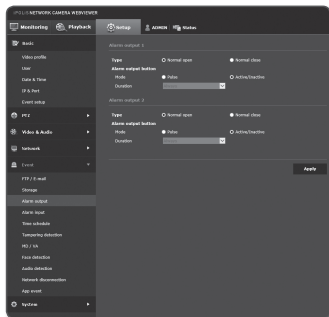 iPOLiS NETWORK CAMERA WEBVIEWER
Monitoring
Playback
Setup
ADMIN
Status
Basic
Video profile
User
Date & Time
IP & Port
Event setup
PTZ
Video & Audio
Network
Event
FTP / E-mail
Storage
Alarm output
Alarm input
Time schedule
Tampering detection
MD / VA
Face detection
Audio detection
Network disconnection
App event
System
Alarm output 1
Type
Normal open
Normal close
Alarm output button
Mode
Pulse
Active/Inactive
Duration
Alarm output 2
Type
Normal open
Normal close
Alarm output button
Mode
Pulse
Active/Inactive
Duration
Apply